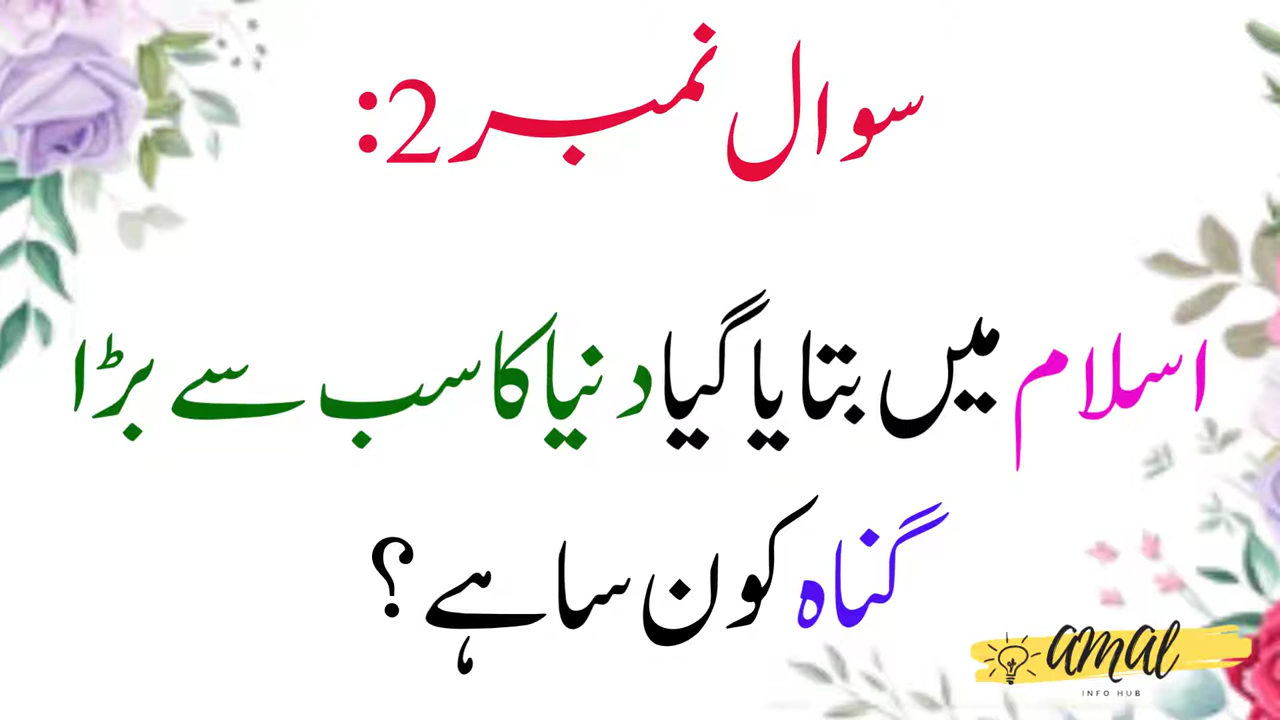 سوال نمبر 2:
اسلام میں بتایا گیا دنیا کا سب سے بڑا
گناہ کون سا ہے؟
amal
INFO HUB